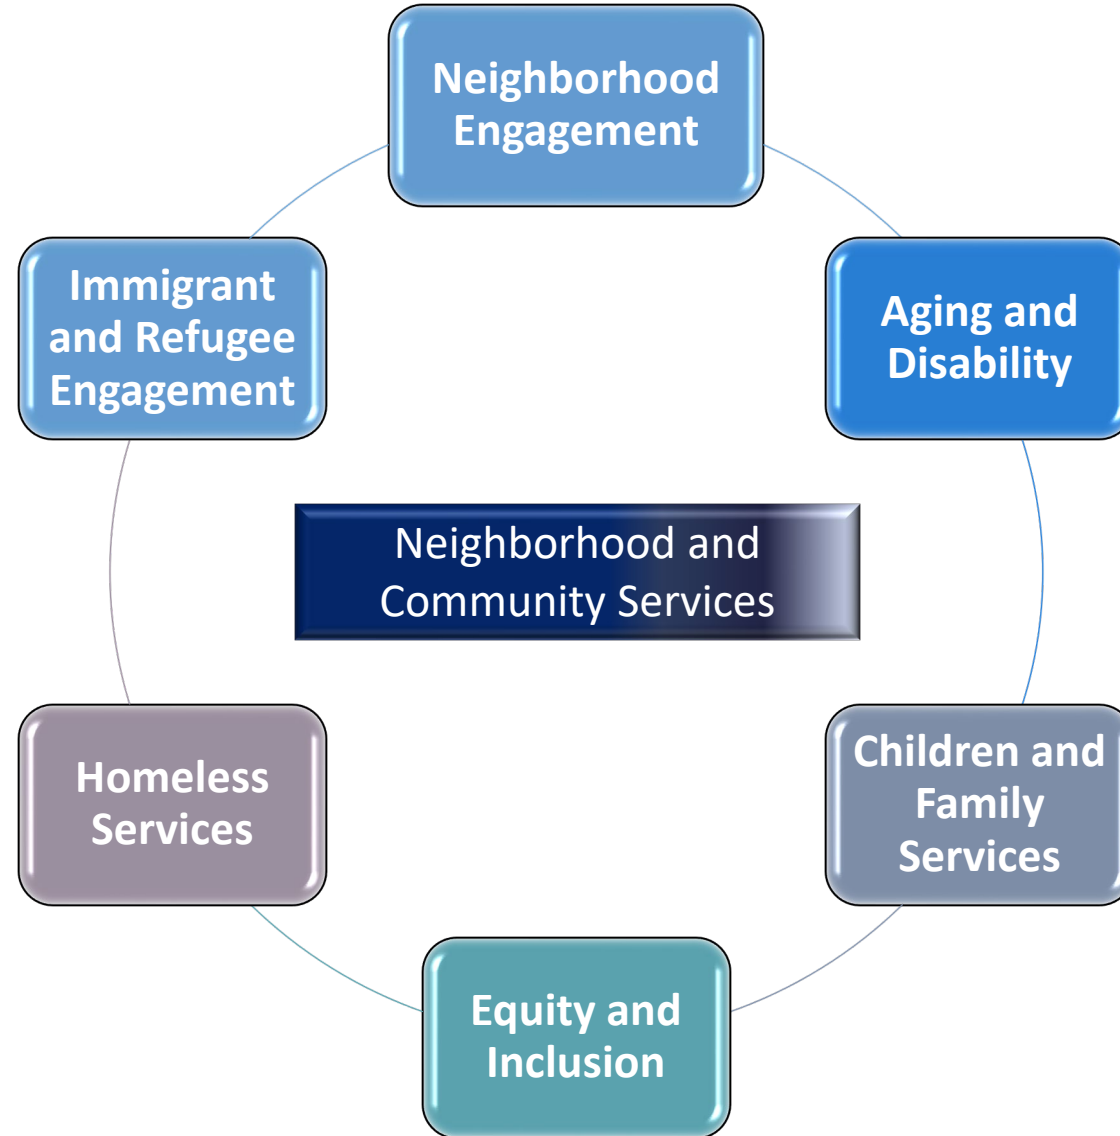 Neighborhood
Engagement
Immigrant
and Refugee
Engagement
Aging and
Disability
Neighborhood and
Community Services
Homeless
Services
Children and
Family
Services
Equity and
Inclusion